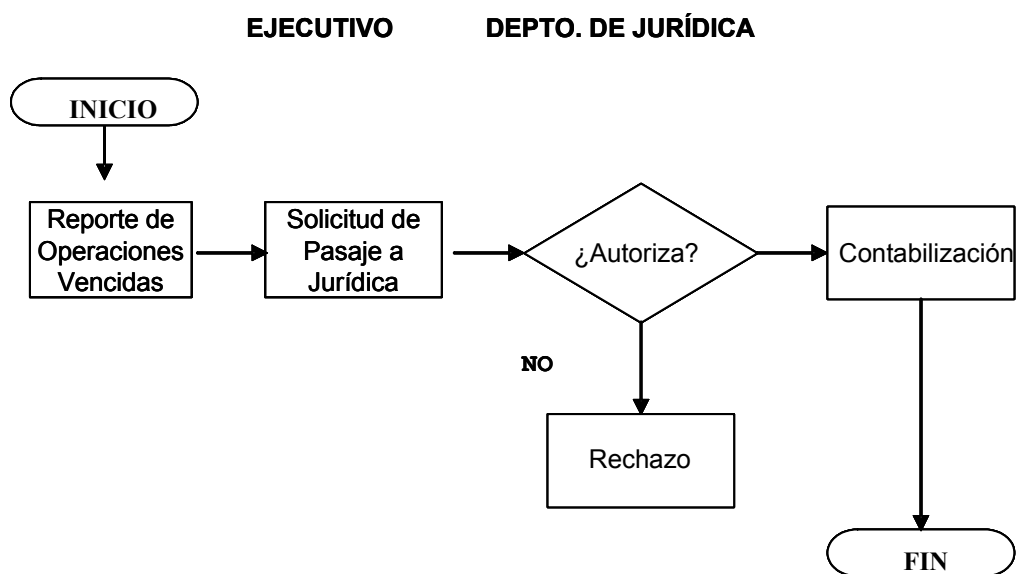 EJECUTIVO
DEPTO. DE JURÍDICA
INICIO
Reporte de
Operaciones
Vencidas
Solicitud de
Pasaje a
Jurídica
¿Autoriza?
Contabilización
NO
Rechazo
FIN